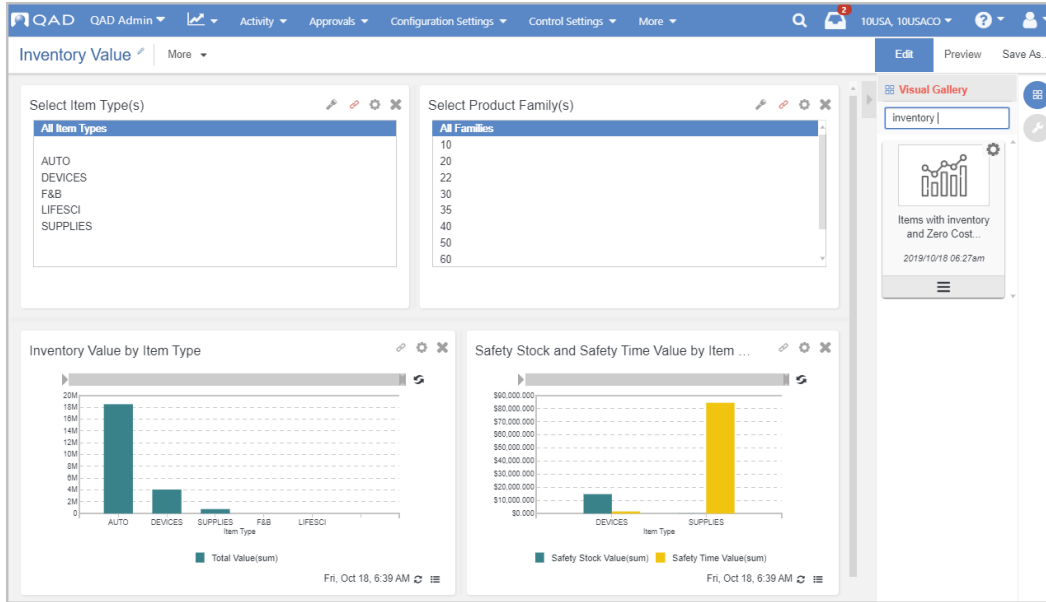 QAD QAD Admin Activity Approvals Configuration Settings Control Settings More 2 10USA, 10USACO
Inventory Value More Edit Preview Save As...
Visual Gallery
inventory
Items with inventory
and Zero Cost...
2019/10/18 06:27am
Select Item Type(s)
All Item Types
AUTO
DEVICES
F&B
LIFESCI
SUPPLIES
Select Product Family(s)
All Families
10
20
22
30
35
40
50
60
Inventory Value by Item Type
20M
18M
16M
14M
12M
10M
8M
6M
4M
2M
0
AUTO DEVICES SUPPLIES F&B LIFESCI
Item Type
Total Value(sum)
Fri, Oct 18, 6:39 AM
Safety Stock and Safety Time Value by Item ...
$90,000.000
$80,000.000
$70,000.000
$60,000.000
$50,000.000
$40,000.000
$30,000.000
$20,000.000
$10,000.000
$0.000
DEVICES SUPPLIES
Item Type
Safety Stock Value(sum) Safety Time Value(sum)
Fri, Oct 18, 6:39 AM